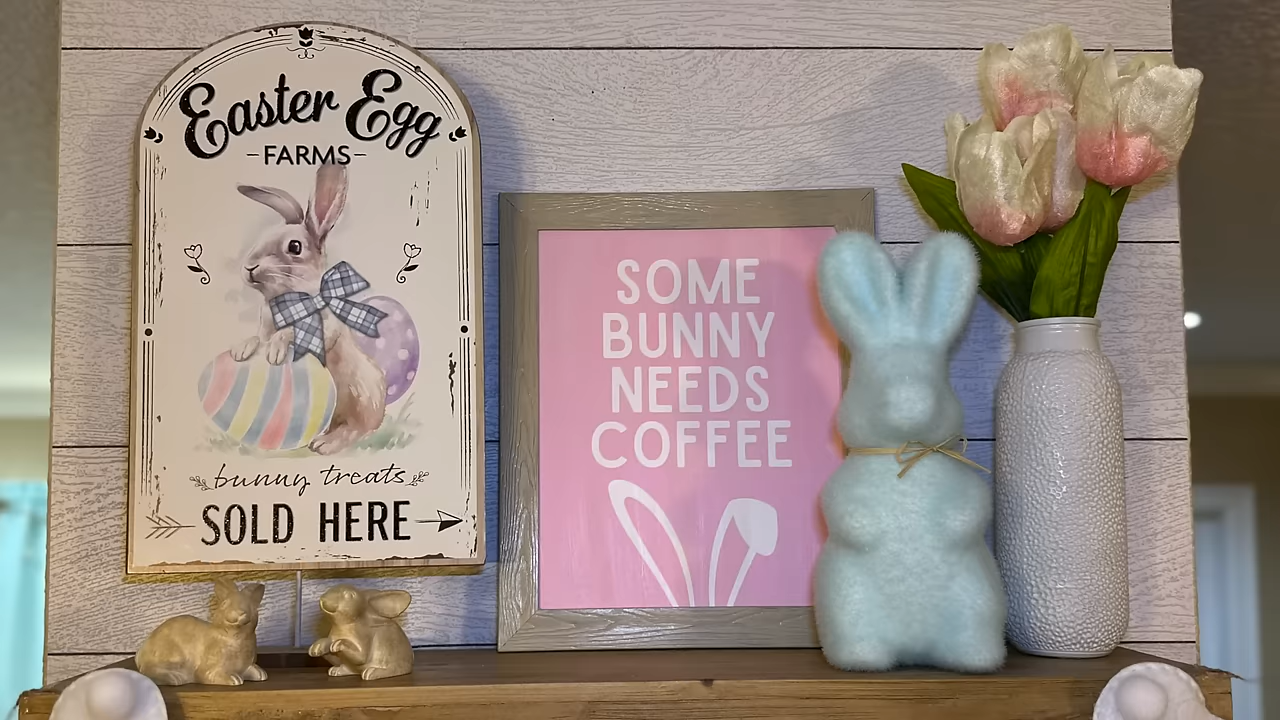 Easter Egg
-FARMS-
bunny treats
SOLD HERE
SOME
BUNNY
NEEDS
COFFEE